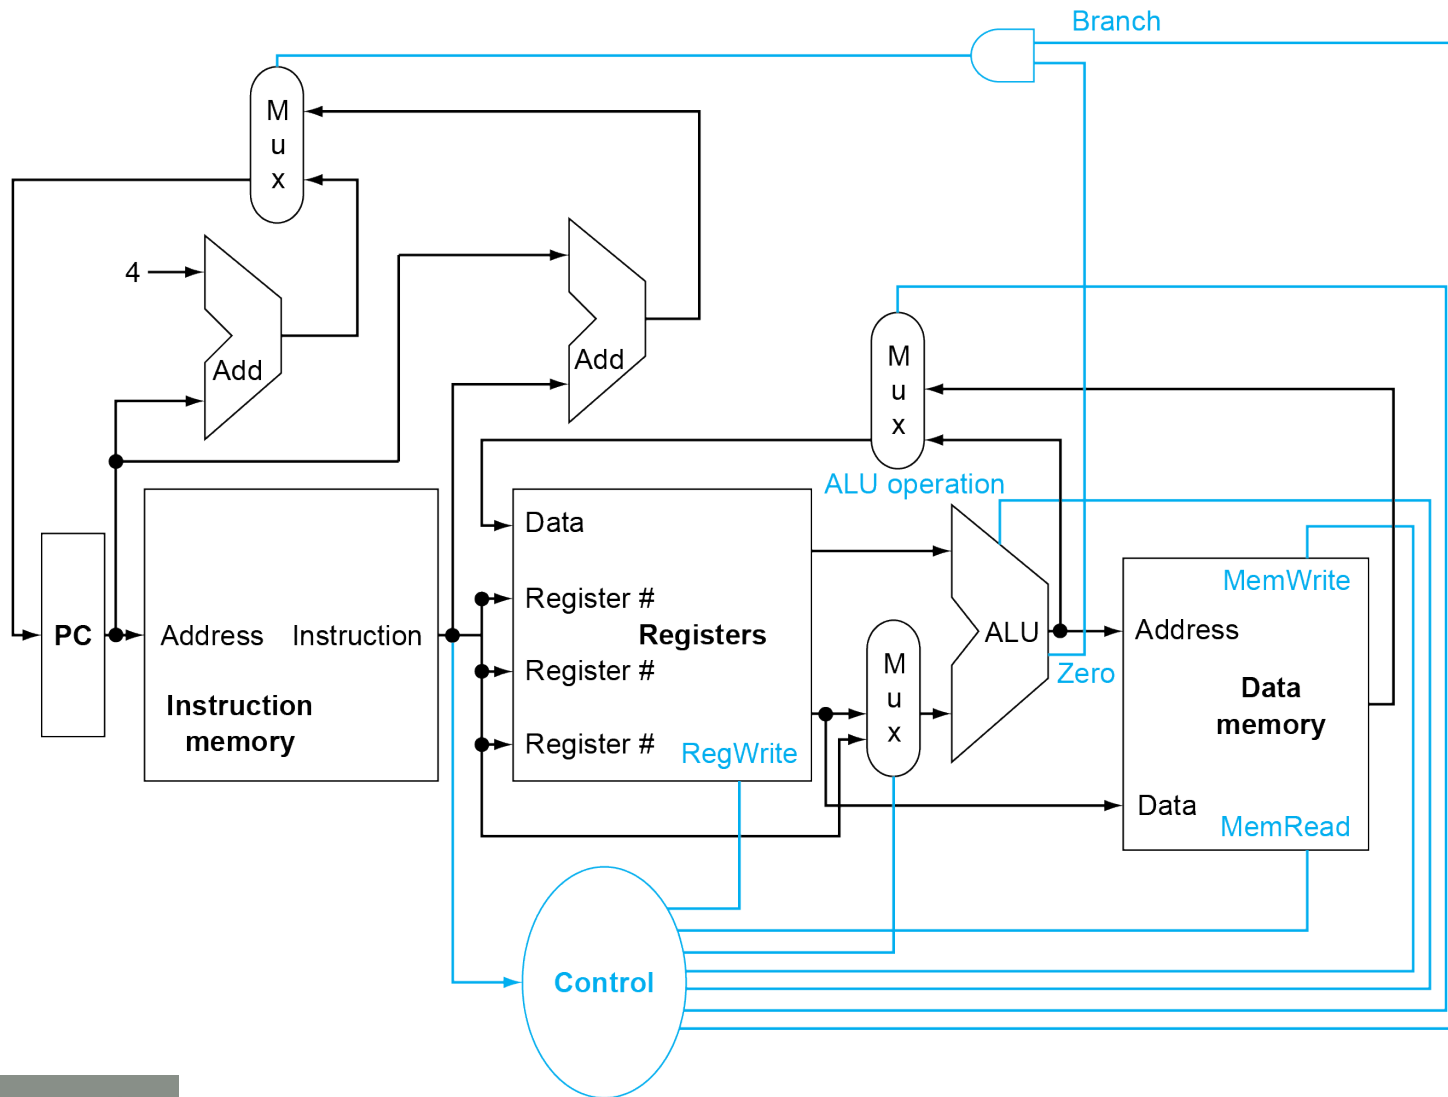 Branch
M
u
x
4
Add
Add
M
u
x
ALU operation
Data
Register #
Registers
Register #
Register #
RegWrite
PC
Address
Instruction
Instruction
memory
M
u
x
ALU
Zero
MemWrite
Address
Data
memory
Data
MemRead
Control